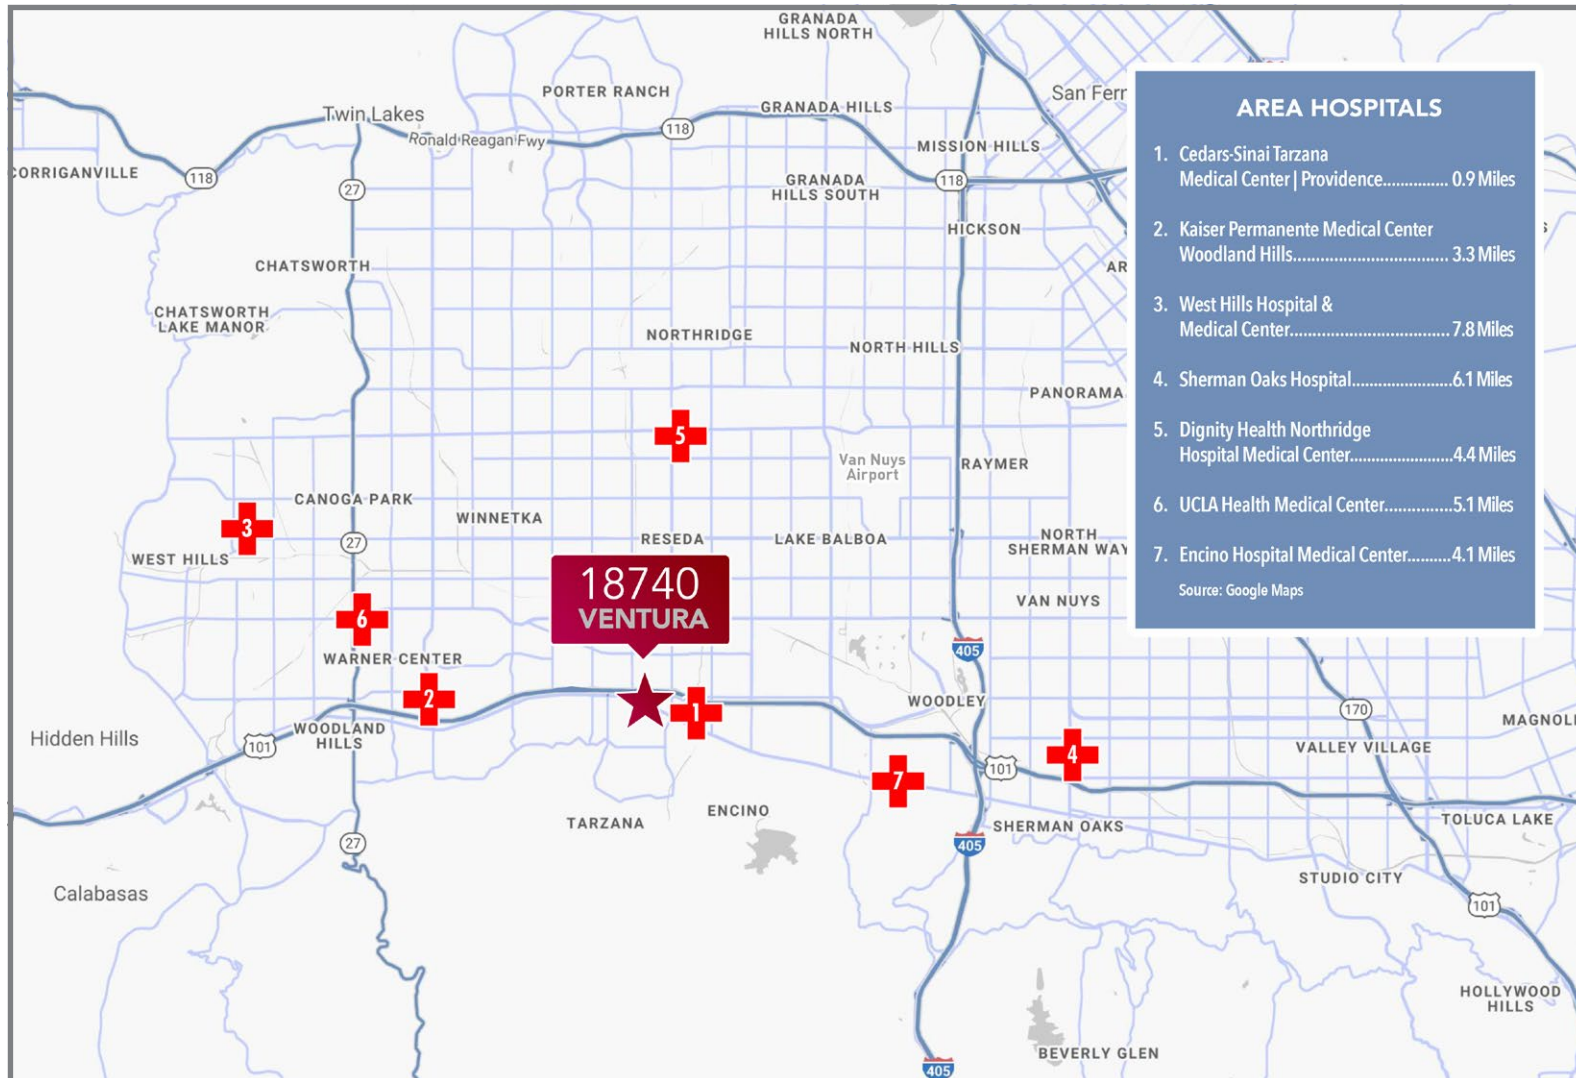 GRANADA
HILLS NORTH
PORTER RANCH
GRANADA HILLS
San Fern
Twin Lakes
Ronald Reagan Fwy
118
MISSION HILLS
CORRIGANVILLE
118
27
GRANADA
HILLS SOUTH
118
HICKSON
CHATSWORTH
AR
CHATSWORTH
LAKE MANOR
NORTHRIDGE
NORTH HILLS
PANORAMA
5
Van Nuys
Airport
RAYMER
CANOGA PARK
WINNETKA
3
27
WEST HILLS
RESEDA
LAKE BALBOA
NORTH
SHERMAN WAY
18740
VENTURA
VAN NUYS
6
WARNER CENTER
405
2
1
WOODLEY
170
MAGNOL
WOODLAND
HILLS
Hidden Hills
101
4
VALLEY VILLAGE
101
7
ENCINO
TARZANA
SHERMAN OAKS
TOLUCA LAKE
27
405
STUDIO CITY
Calabasas
101
HOLLYWOOD
HILLS
BEVERLY GLEN
405
AREA HOSPITALS
1. Cedars-Sinai Tarzana
Medical Center | Providence............... 0.9 Miles
2. Kaiser Permanente Medical Center
Woodland Hills................................... 3.3 Miles
3. West Hills Hospital &
Medical Center.................................... 7.8 Miles
4. Sherman Oaks Hospital.......................6.1 Miles
5. Dignity Health Northridge
Hospital Medical Center.......................4.4 Miles
6. UCLA Health Medical Center...............5.1 Miles
7. Encino Hospital Medical Center..........4.1 Miles
Source: Google Maps